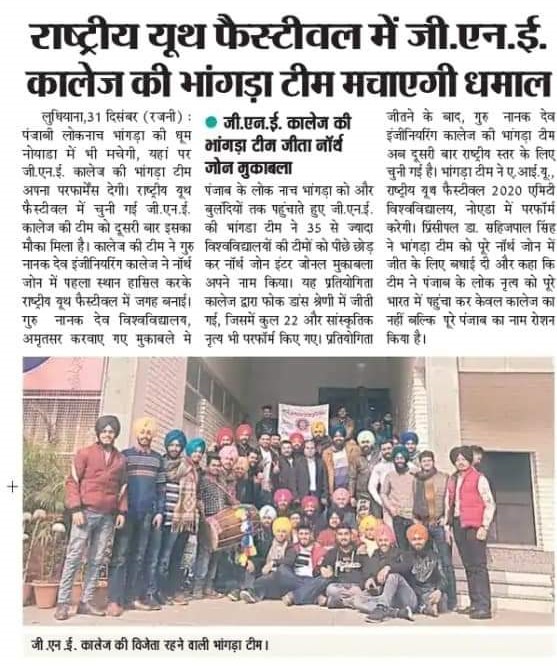 राष्ट्रीय यूथ फैस्टीवल में जी.एन.ई.
कालेज की भांगड़ा टीम मचाएगी धमाल
लुधियाना,31 दिसंबर (रजनी) :
पंजाबी लोकनाच भांगड़ा की धूम
नोयाडा में भी मचेगी, यहां पर
जी.एन.ई. कालेज की भांगड़ा टीम
अपना परफार्मेंस देगी। राष्ट्रीय यूथ
फैस्टीवल में चुनी गई जी.एन.ई.
कालेज की टीम को दूसरी बार इसका
मौका मिला है। कालेज की टीम ने गुरु
नानक देव इंजीनियरिंग कालेज ने नॉर्थ
जोन में पहला स्थान हासिल करके
राष्ट्रीय यूथ फैस्टीवल में जगह बनाई।
गुरु नानक देव विश्वविद्यालय,
अमृतसर करवाए गए मुकाबले मे
जी.एन.ई. कालेज की
भांगड़ा टीम जीता नॉर्थ
जोन मुकाबला
पंजाब के लोक नाच भांगड़ा को और
बुलंदियों तक पहुंचाते हुए जी.एन.ई.
की भांगडा टीम ने 35 से ज्यादा
विश्वविद्यालयों की टीमों को पीछे छोड़
कर नॉर्थ जोन इंटर जोनल मुकाबला
अपने नाम किया। यह प्रतियोगिता
कालेज द्वारा फोक डांस श्रेणी में जीती
गई, जिसमें कुल 22 और सांस्कृतिक
नृत्य भी परफॉर्म किए गए। प्रतियोगिता
जीतने के बाद, गुरु नानक देव
इंजीनियरिंग कालेज की भांगड़ा टीम
अब दूसरी बार राष्ट्रीय स्तर के लिए
चुनी गई है। भांगड़ा टीम ने ए.आई.यू.,
राष्ट्रीय यूथ फैस्टीवल 2020 एमिटी
विश्वविद्यालय, नोएडा में परफॉर्म
करेगी। प्रिंसीपल डा. सहिजपाल सिंह
ने भांगड़ा टीम को पूरे नॉर्थ जोन में
जीत के लिए बधाई दी और कहा कि
टीम ने पंजाब के लोक नृत्य को पूरे
भारत में पहुंचा कर केवल कालेज का
नहीं बल्कि पूरे पंजाब का नाम रोशन
किया है।
जी.एन.ई. कालेज की विजेता रहने वाली भांगड़ा टीम।